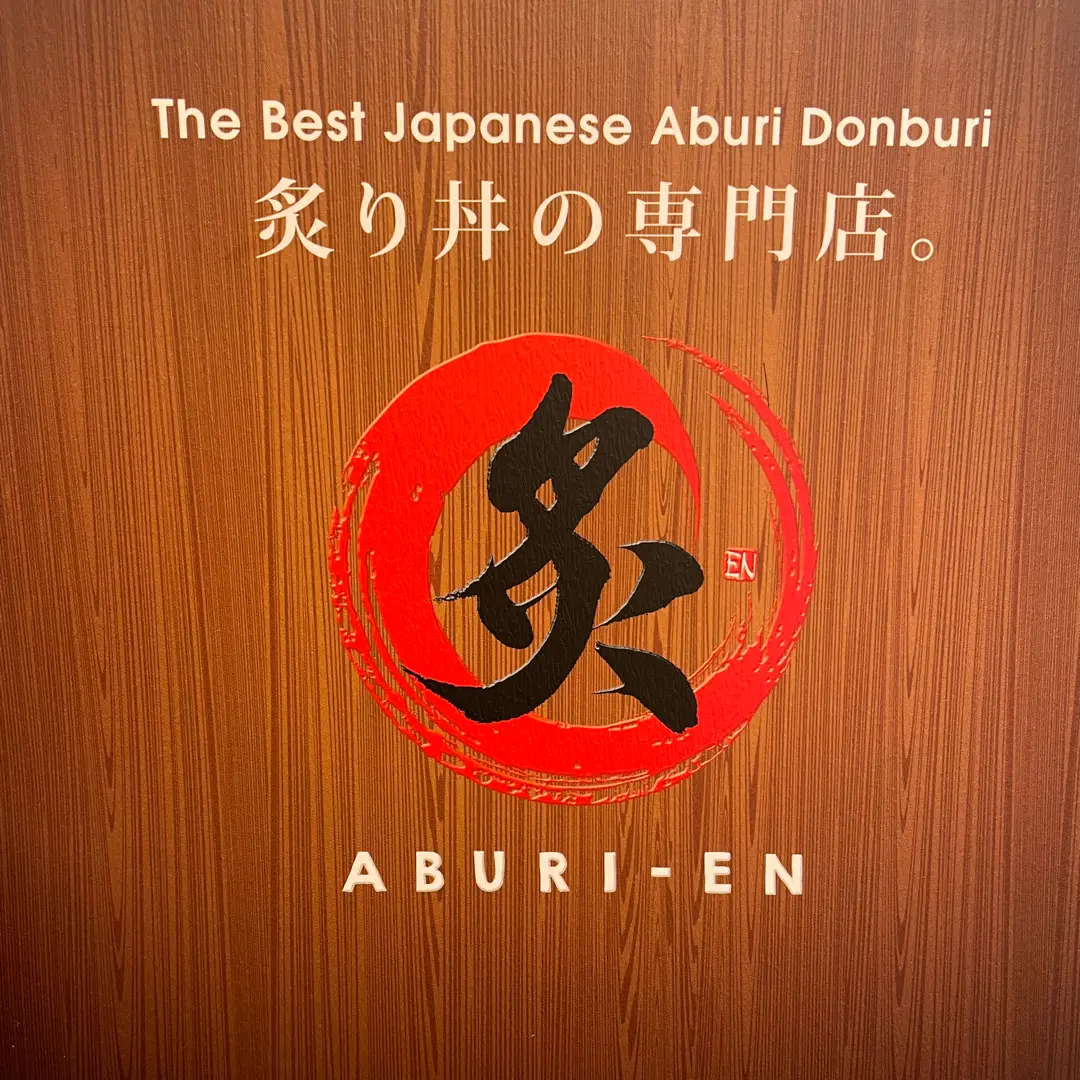 The Best Japanese Aburi Donburi
炙り丼の専門店。
炙
EN
ABURI-EN